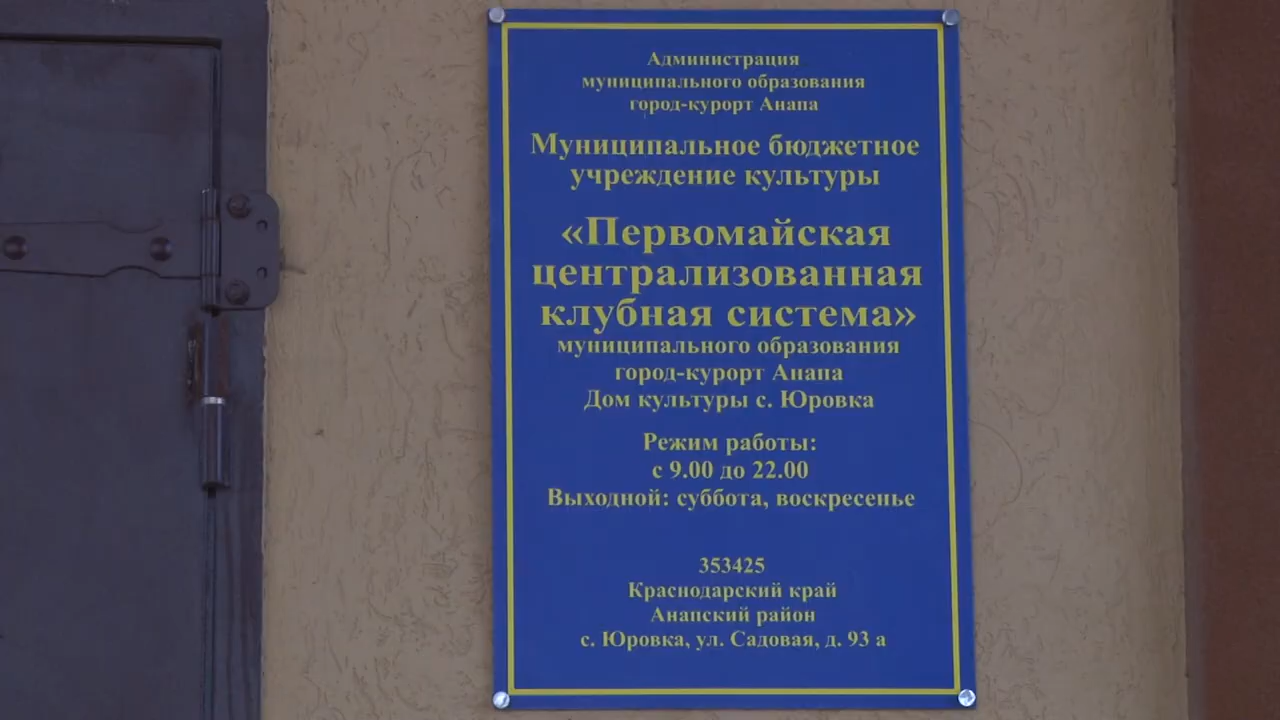 Администрация
муниципального образования
город-курорт Анапа
Муниципальное бюджетное
учреждение культуры
«Первомайская
централизованная
клубная система»
муниципального образования
город-курорт Анапа
Дом культуры с. Юровка
Режим работы:
с 9.00 до 22.00
Выходной: суббота, воскресенье
353425
Краснодарский край
Анапский район
с. Юровка, ул. Садовая, д. 93 а